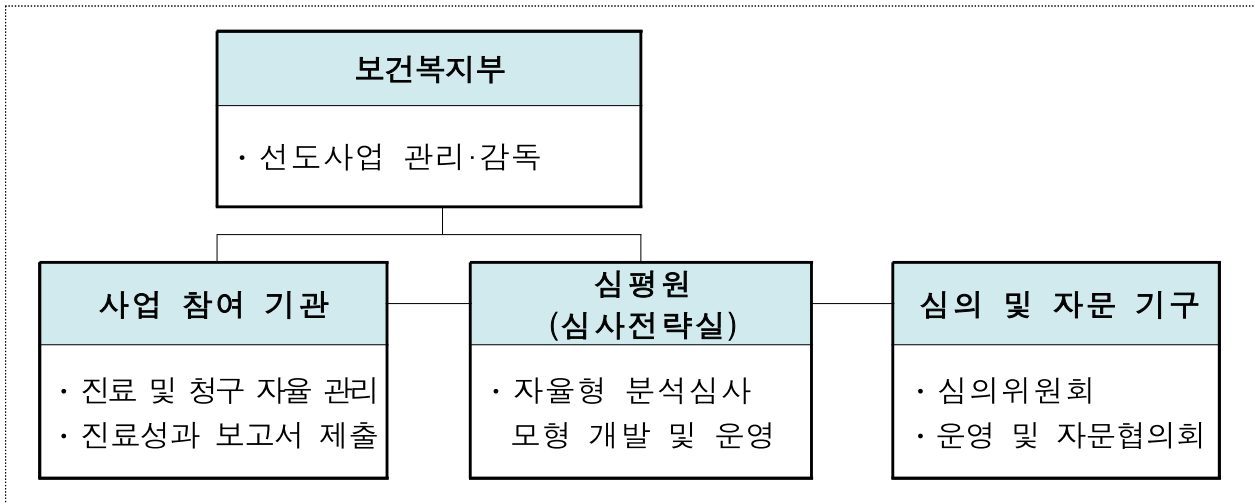 보건복지부
· 선도사업 관리·감독
사업 참여 기관
· 진료 및 청구 자율 관리
· 진료성과 보고서 제출
심평원
(심사전략실)
· 자율형 분석심사
모형 개발 및 운영
심의 및 자문 기구
· 심의위원회
· 운영 및 자문협의회